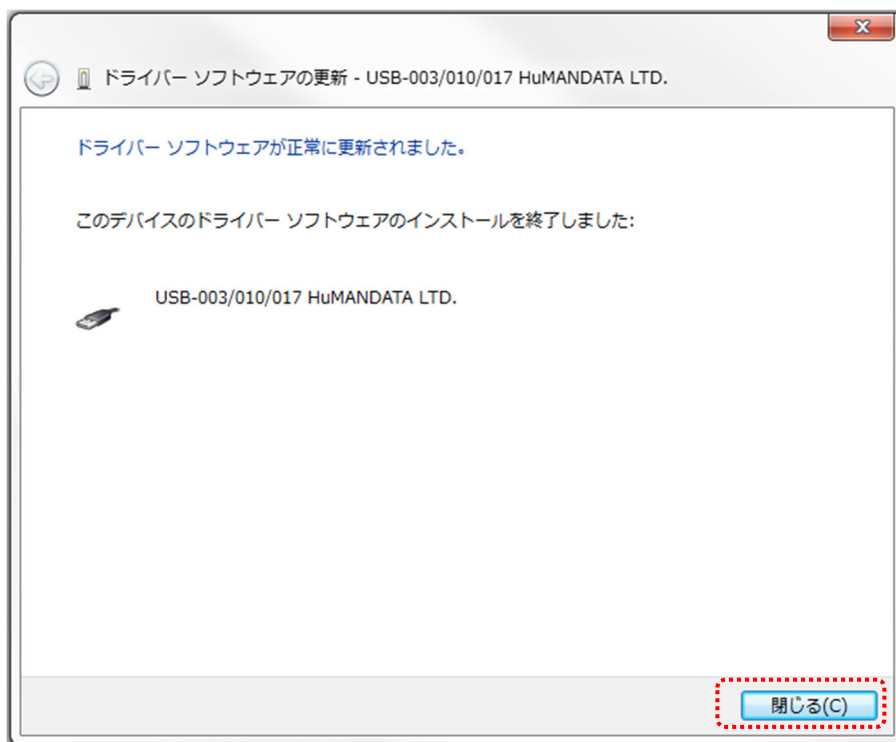 ドライバー ソフトウェアの更新 - USB-003/010/017 HuMANDATA LTD.
ドライバー ソフトウェアが正常に更新されました。
このデバイスのドライバー ソフトウェアのインストールを終了しました:
USB-003/010/017 HuMANDATA LTD.
閉じる(C)